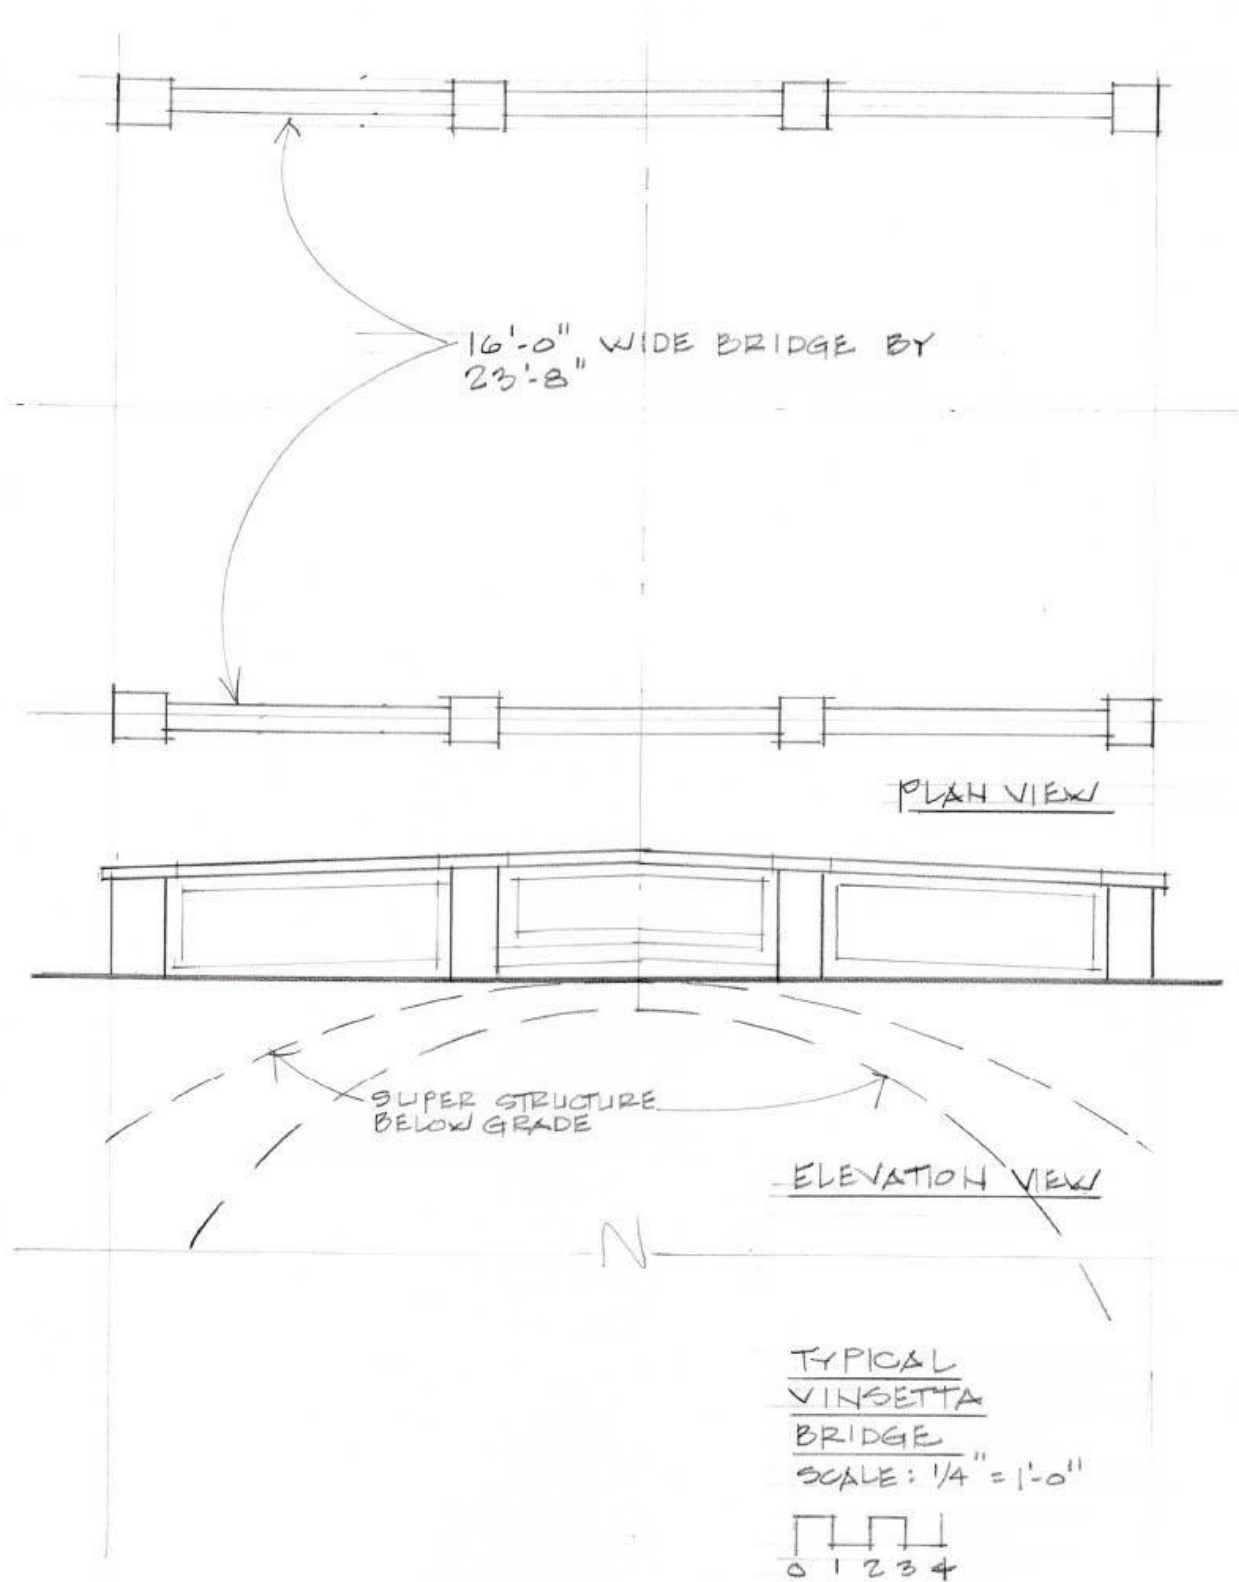 16'-0" WIDE BRIDGE BY
23'-8"
PLAN VIEW
SUPER STRUCTURE
BELOW GRADE
ELEVATION VIEW
N
TYPICAL
VINSETTA
BRIDGE
SCALE: 1/4" = 1'-0"
0 1 2 3 4